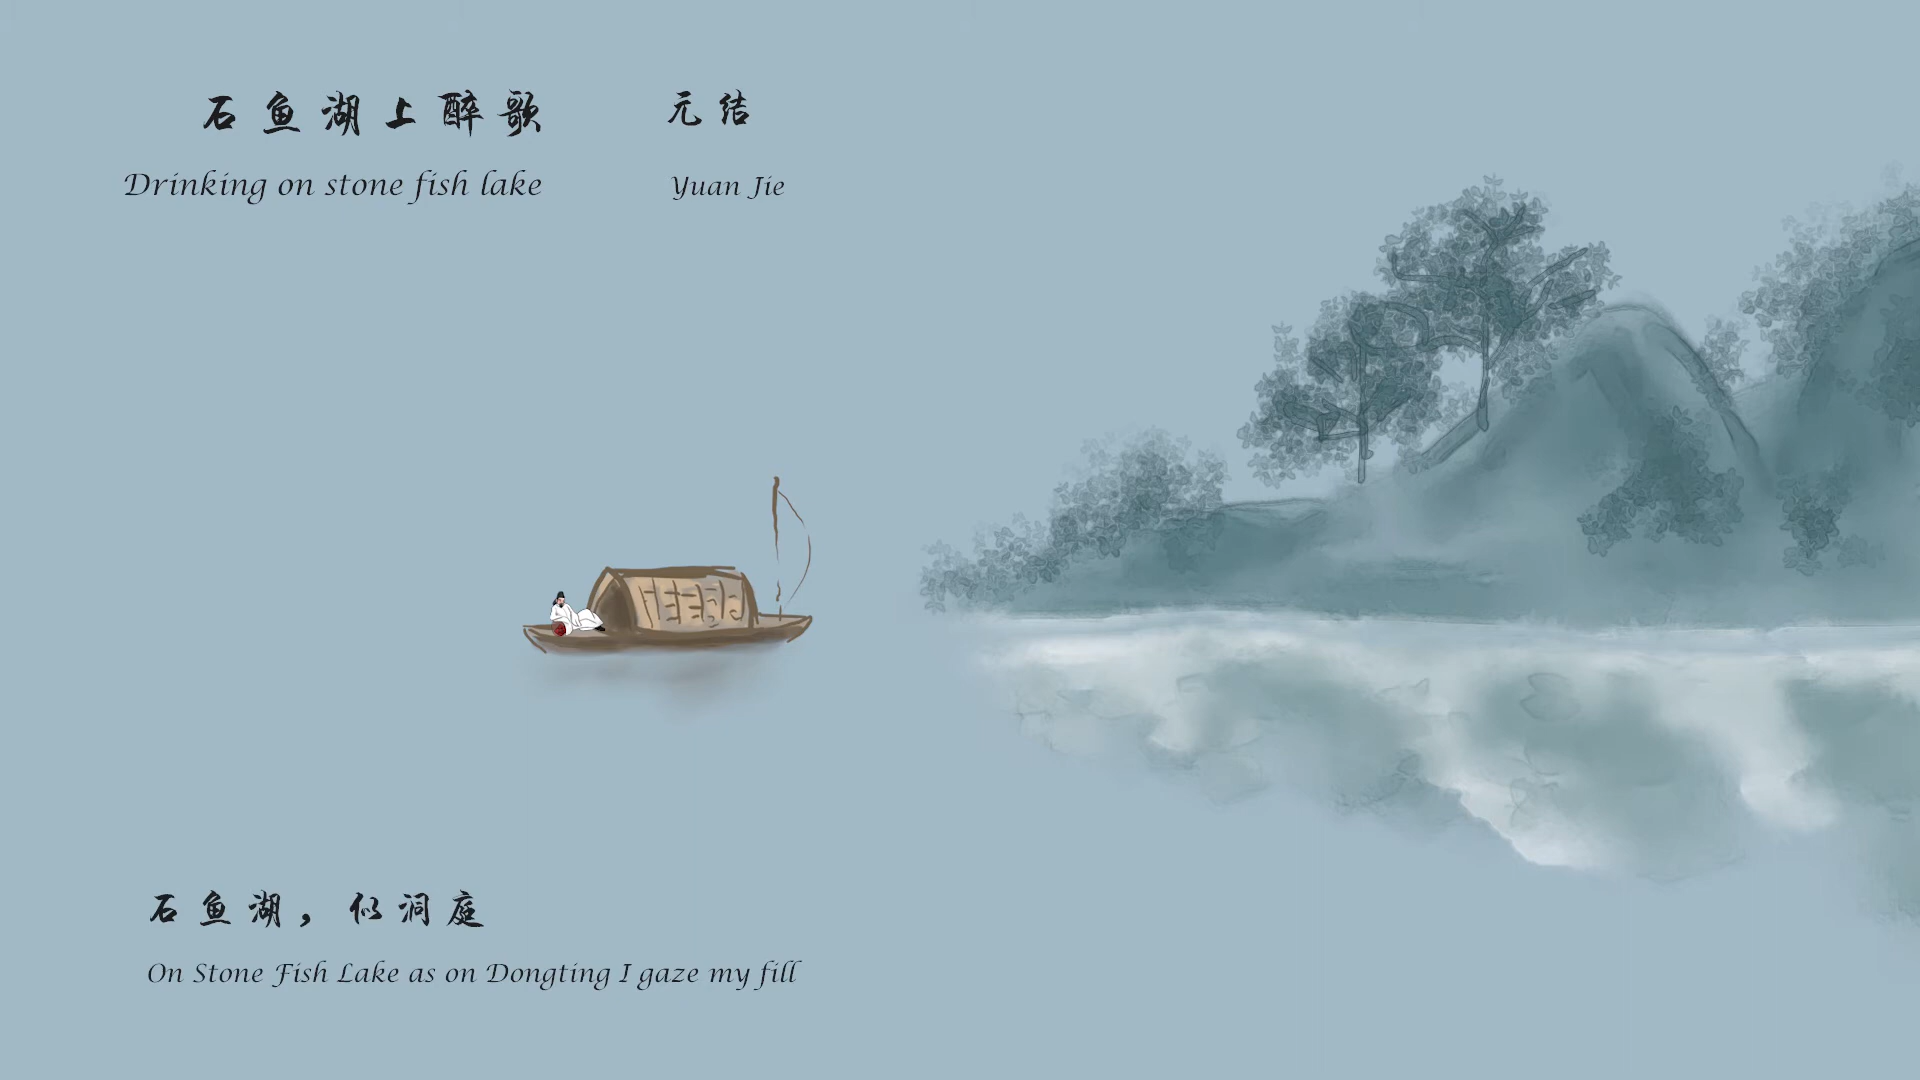 石鱼湖上醉歌
元结
Drinking on stone fish lake
Yuan Jie
石鱼湖，似洞庭
On Stone Fish Lake as on Dongting I gaze my fill